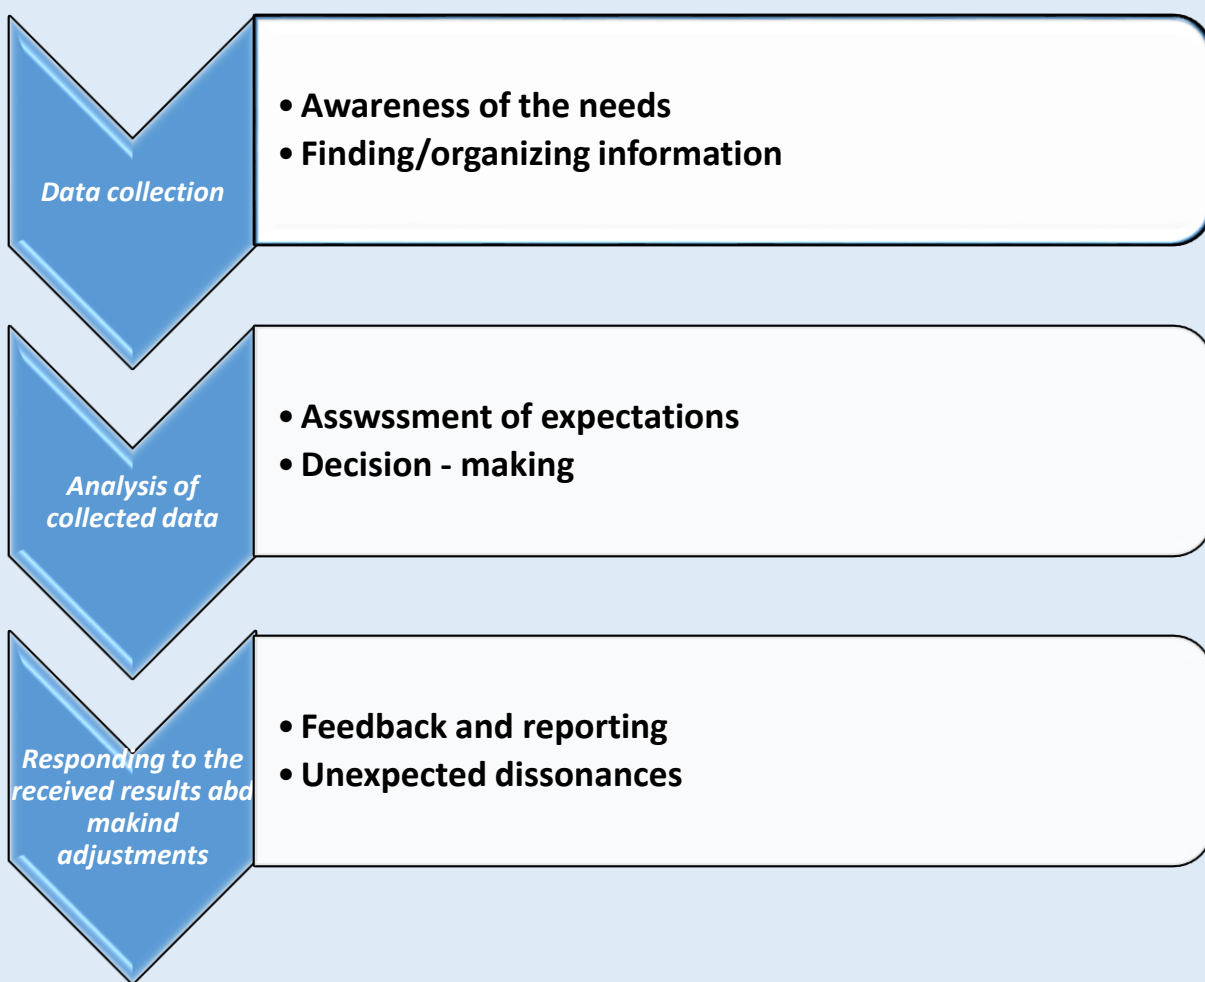 Data collection
• Awareness of the needs
• Finding/organizing information
Analysis of
collected data
• Asswssment of expectations
• Decision - making
Responding to the
received results abd
makind
adjustments
• Feedback and reporting
• Unexpected dissonances